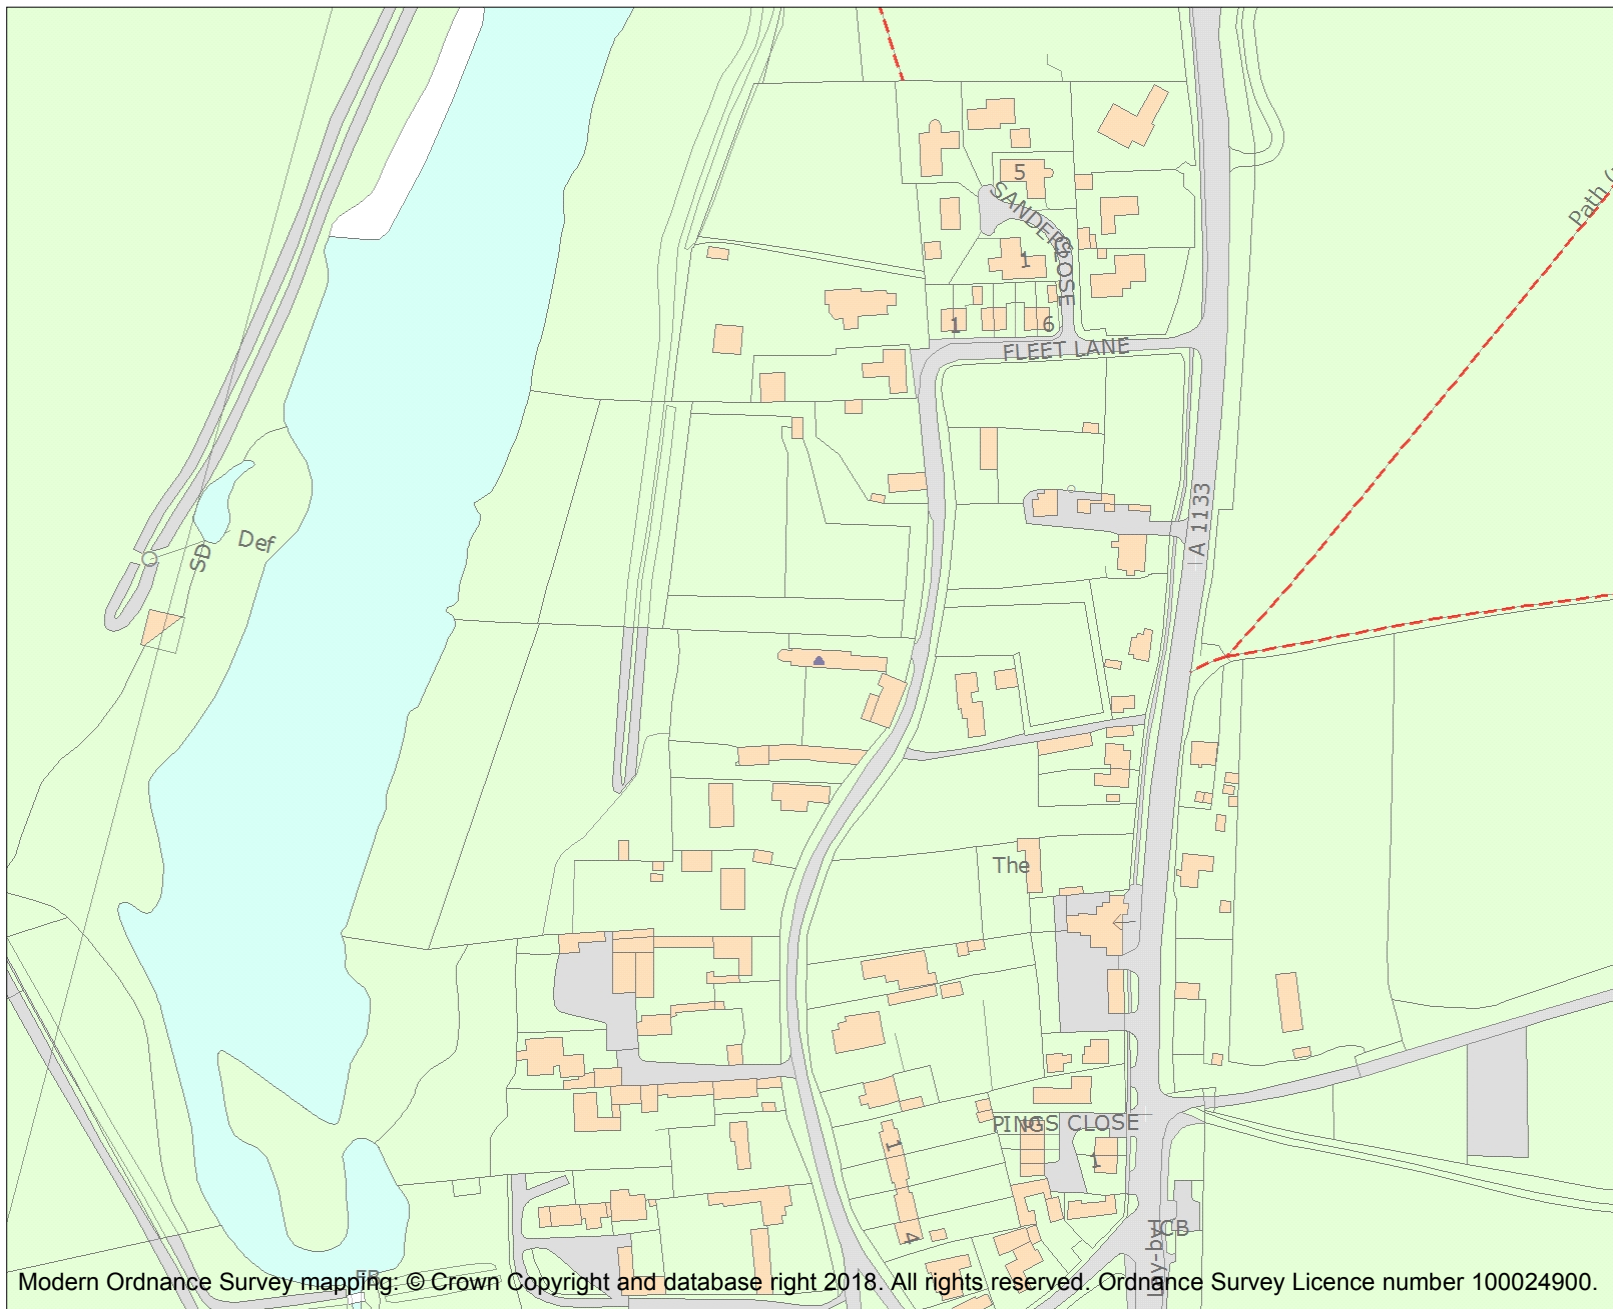 Path (
5
SANDERS
CLOSE
1
1
6
FLEET LANE
A 1133
SD
Def
The
PINGS CLOSE
1
1
4
TCB
Lay-by
FB
Modern Ordnance Survey mapping: © Crown Copyright and database right 2018. All rights reserved. Ordnance Survey Licence number 100024900.